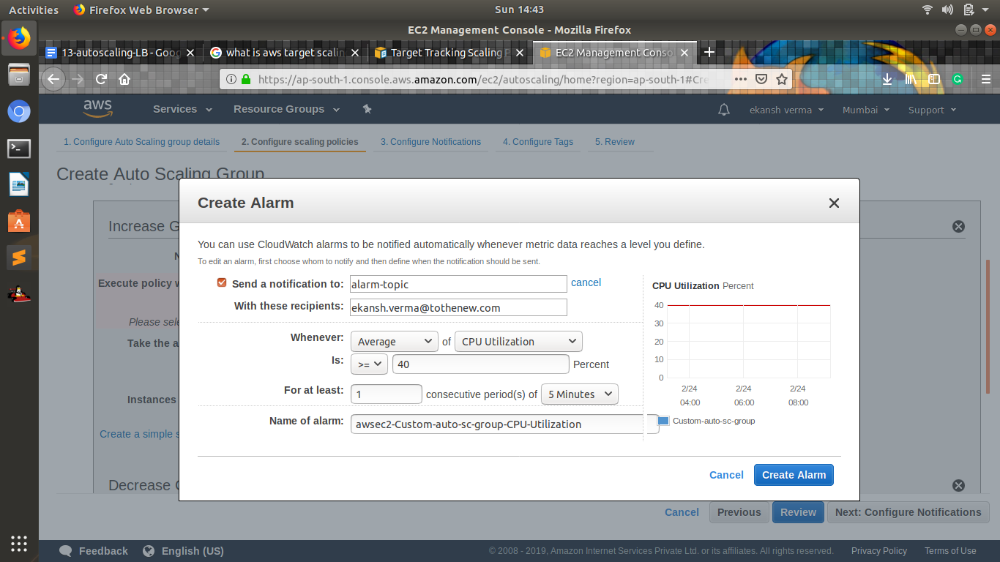 Activities Firefox Web Browser Sun 14:43
EC2 Management Console - Mozilla Firefox
13-autoscaling-LB - Goog what is aws target scalin Target Tracking Scaling P EC2 Management Conso
https://ap-south-1.console.aws.amazon.com/ec2/autoscaling/home?region=ap-south-1#Cre
aws Services Resource Groups ekansh verma Mumbai Support
1. Configure Auto Scaling group details 2. Configure scaling policies 3. Configure Notifications 4. Configure Tags 5. Review
Create Auto Scaling Group
Increase G
Create Alarm
You can use CloudWatch alarms to be notified automatically whenever metric data reaches a level you define.
To edit an alarm, first choose whom to notify and then define when the notification should be sent.
N
Execute policy w
Please sele
Take the a
Instances
Create a simple s
Send a notification to: alarm-topic cancel
With these recipients: ekansh.verma@tothenew.com
Whenever: Average of CPU Utilization
Is: >= 40 Percent
For at least: 1 consecutive period(s) of 5 Minutes
Name of alarm: awsec2-Custom-auto-sc-group-CPU-Utilization
CPU Utilization Percent
40
30
20
10
0
2/24 2/24 2/24
04:00 06:00 08:00
Custom-auto-sc-group
Cancel Create Alarm
Decrease G
Cancel Previous Review Next: Configure Notifications
Feedback English (US) © 2008 - 2019, Amazon Internet Services Private Ltd. or its affiliates. All rights reserved. Privacy Policy Terms of Use